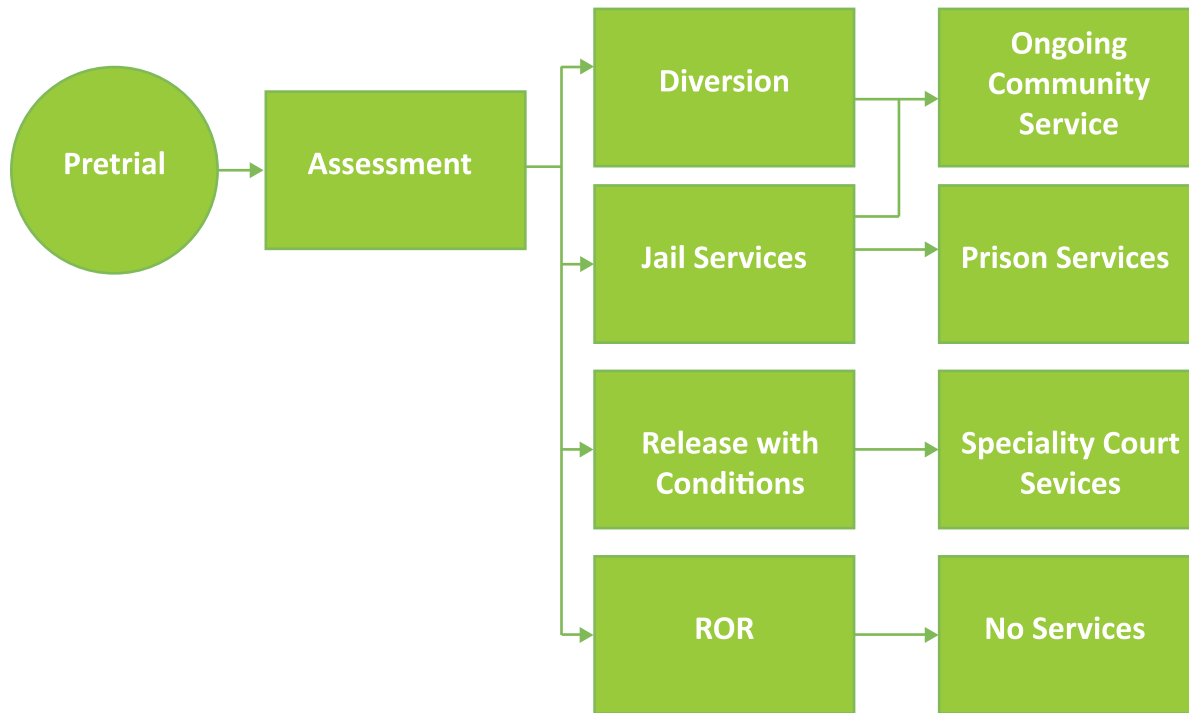 Pretrial
Assessment
Diversion
Ongoing
Community
Service
Jail Services
Prison Services
Release with
Conditions
Speciality Court
Sevices
ROR
No Services